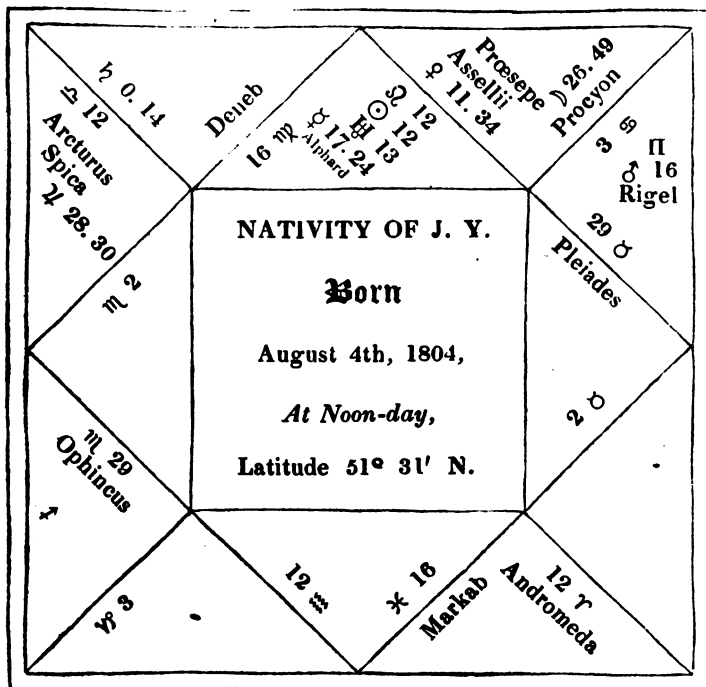 ♄ 0. 14
♎ 12
Arcturus
Spica
♃ 28. 30
Dcueb
16 ♍
☿ 17. 24
Alphard
♅ 13
☉ 12
♌ 12
Præsepe
Assellii
♀ 11. 34
☽ 26. 49
Procyon
3 ♋
Π
♂ 16
Rigel
29 ♉
Pleiades
♏ 2
NATIVITY OF J. Y.
Born
August 4th, 1804,
At Noon-day,
Latitude 51° 31′ N.
2 ♉
♏ 29
Ophincus
♐
♑ 3
12 ♒
♓ 16
Markab
12 ♈
Andromeda